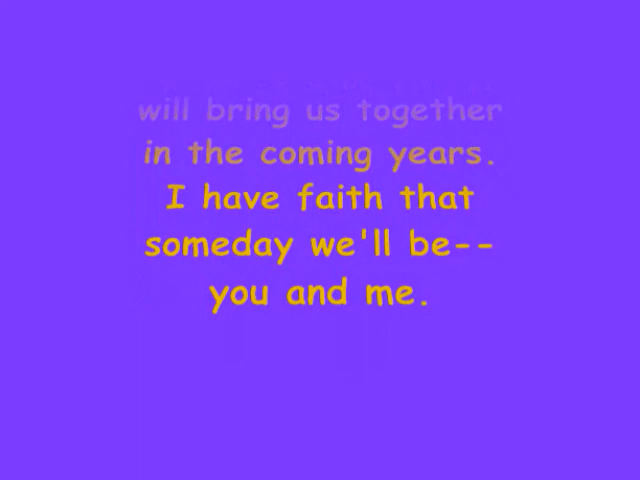 will bring us together
in the coming years.
I have faith that
someday we'll be--
you and me.